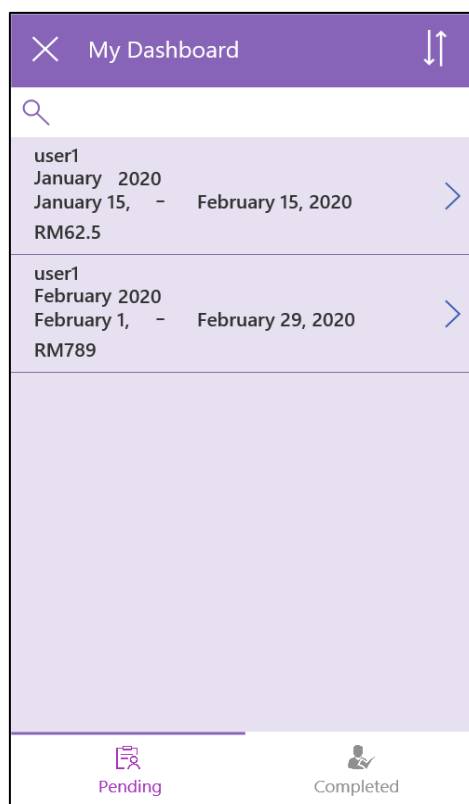 My Dashboard
user1
January 2020
January 15, - February 15, 2020
RM62.5
user1
February 2020
February 1, - February 29, 2020
RM789
Pending Completed